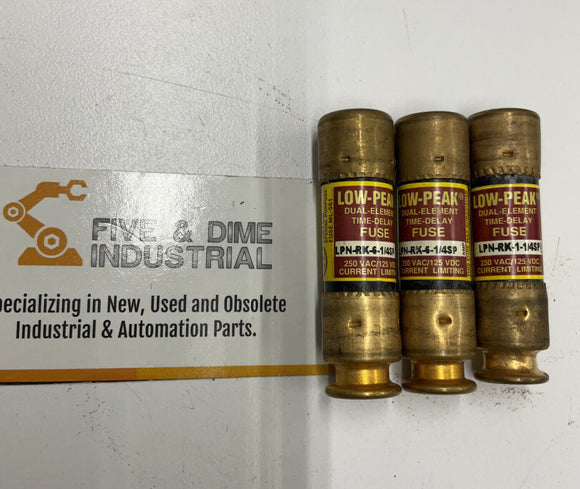 FIVE & DIME
INDUSTRIAL
pecializing in New, Used and Obsolete
Industrial & Automation Parts.
LOW-PEAK
DUAL-ELEMENT
TIME-DELAY
FUSE
LPN-RK-6-1/4SP
250 VAC/125 VDC
CURRENT LIMITING
LOW-PEAK®
DUAL-ELEMENT
TIME-DELAY
FUSE
LPN-RK-6-1/4SP
250 VAC/125 VDC
CURRENT LIMITING
LOW-PEAK®
DUAL-ELEMENT
TIME-DELAY
FUSE
LPN-RK-1-1/4SP
250 VAC/125 VDC
CURRENT LIMITING